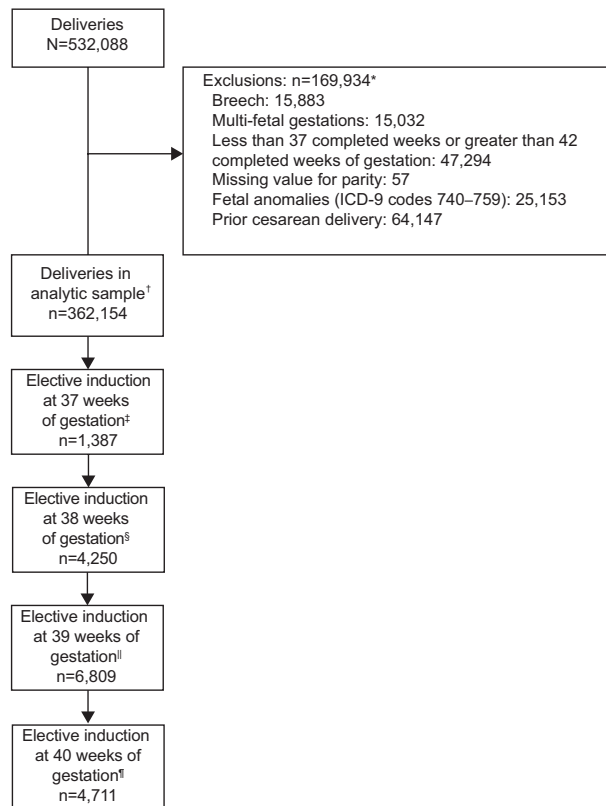 Deliveries
N=532,088
Exclusions: n=169,934*
Breech: 15,883
Multi-fetal gestations: 15,032
Less than 37 completed weeks or greater than 42
completed weeks of gestation: 47,294
Missing value for parity: 57
Fetal anomalies (ICD-9 codes 740–759): 25,153
Prior cesarean delivery: 64,147
Deliveries in
analytic sample†
n=362,154
Elective induction
at 37 weeks
of gestation‡
n=1,387
Elective induction
at 38 weeks
of gestation§
n=4,250
Elective induction
at 39 weeks of
gestation||
n=6,809
Elective induction
at 40 weeks of
gestation¶
n=4,711